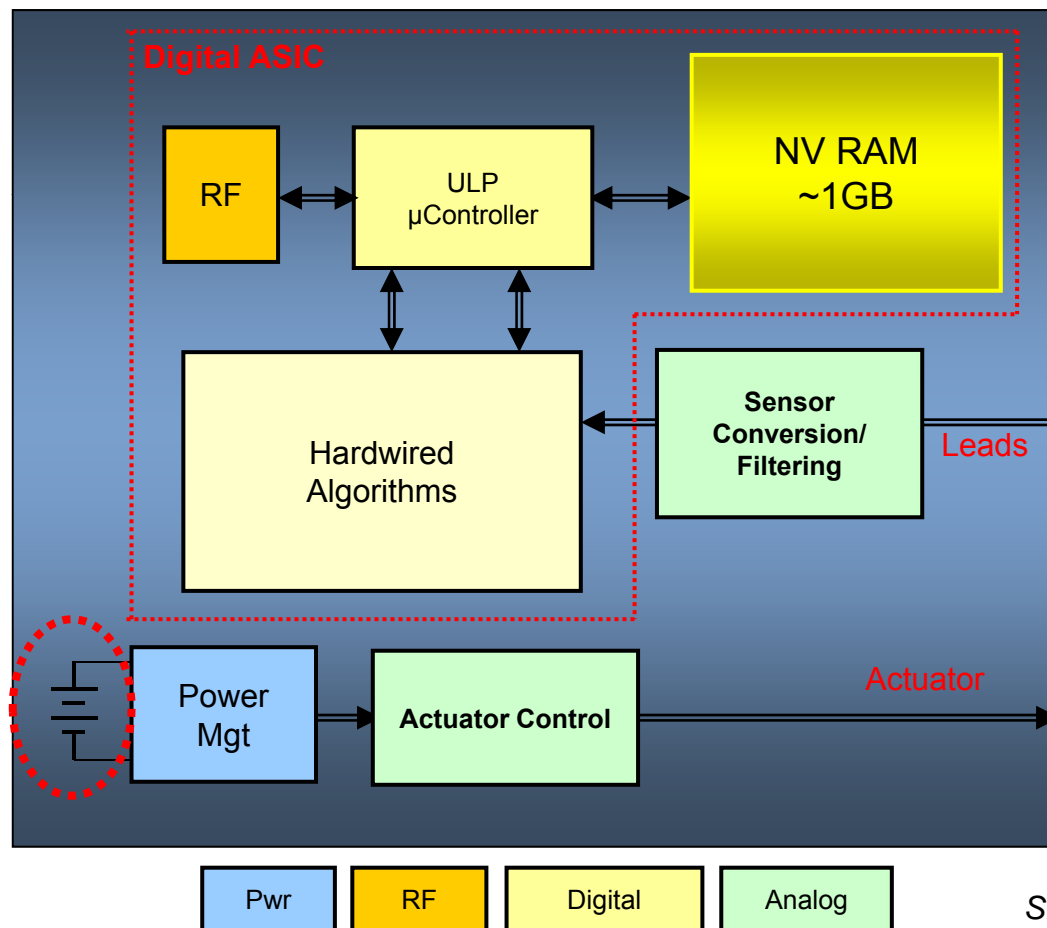 Digital ASIC
RF
ULP
µController
NV RAM
~1GB
Hardwired
Algorithms
Sensor
Conversion/
Filtering
Leads
Power
Mgt
Actuator Control
Actuator
Pwr
RF
Digital
Analog
S